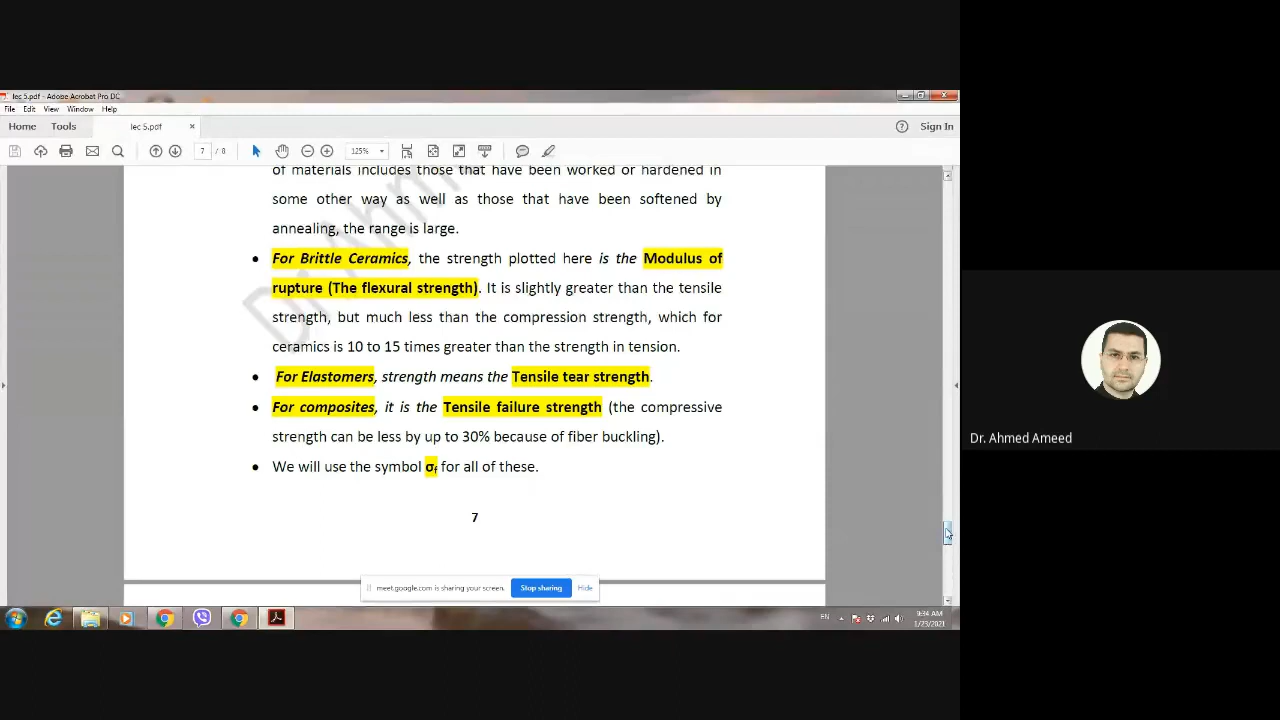 lec 5.pdf - Adobe Acrobat Pro DC
File Edit View Window Help
Home Tools lec 5.pdf × Sign In
7 / 8 125%
of materials includes those that have been worked or hardened in
some other way as well as those that have been softened by
annealing, the range is large.
• For Brittle Ceramics, the strength plotted here is the Modulus of
rupture (The flexural strength). It is slightly greater than the tensile
strength, but much less than the compression strength, which for
ceramics is 10 to 15 times greater than the strength in tension.
• For Elastomers, strength means the Tensile tear strength.
• For composites, it is the Tensile failure strength (the compressive
strength can be less by up to 30% because of fiber buckling).
• We will use the symbol σf for all of these.
7
Dr. Ahmed Ameed
meet.google.com is sharing your screen. Stop sharing Hide
EN 9:34 AM
1/23/2021